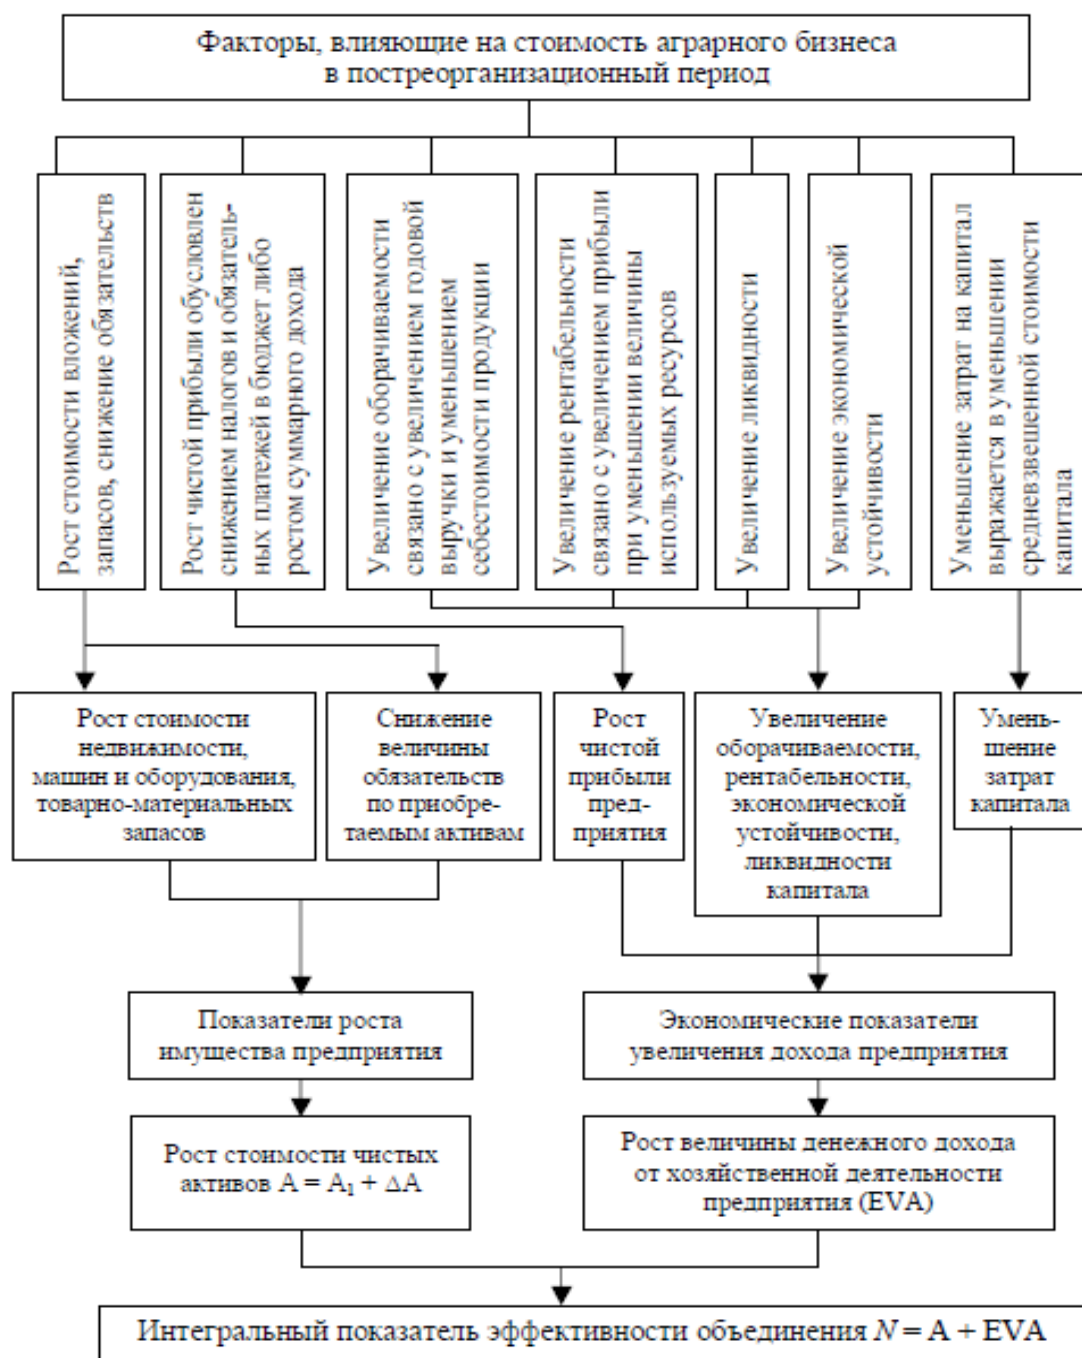 Факторы, влияющие на стоимость аграрного бизнеса
в постреорганизационный период
Рост стоимости вложений,
запасов, снижение обязательств
Рост чистой прибыли обусловлен
снижением налогов и обязатель-
ных платежей в бюджет либо
ростом суммарного дохода
Увеличение оборачиваемости
связано с увеличением годовой
выручки и уменьшением
себестоимости продукции
Увеличение рентабельности
связано с увеличением прибыли
при уменьшении величины
используемых ресурсов
Увеличение ликвидности
Увеличение экономической
устойчивости
Уменьшение затрат на капитал
выражается в уменьшении
средневзвешенной стоимости
капитала
Рост стоимости
недвижимости,
машин и оборудования,
товарно-материальных
запасов
Снижение
величины
обязательств
по приобре-
таемым активам
Рост
чистой
прибыли
пред-
приятия
Увеличение
оборачиваемости,
рентабельности,
экономической
устойчивости,
ликвидности
капитала
Умень-
шение
затрат
капитала
Показатели роста
имущества предприятия
Экономические показатели
увеличения дохода предприятия
Рост стоимости чистых
активов A = A₁ + ΔA
Рост величины денежного дохода
от хозяйственной деятельности
предприятия (EVA)
Интегральный показатель эффективности объединения N = A + EVA